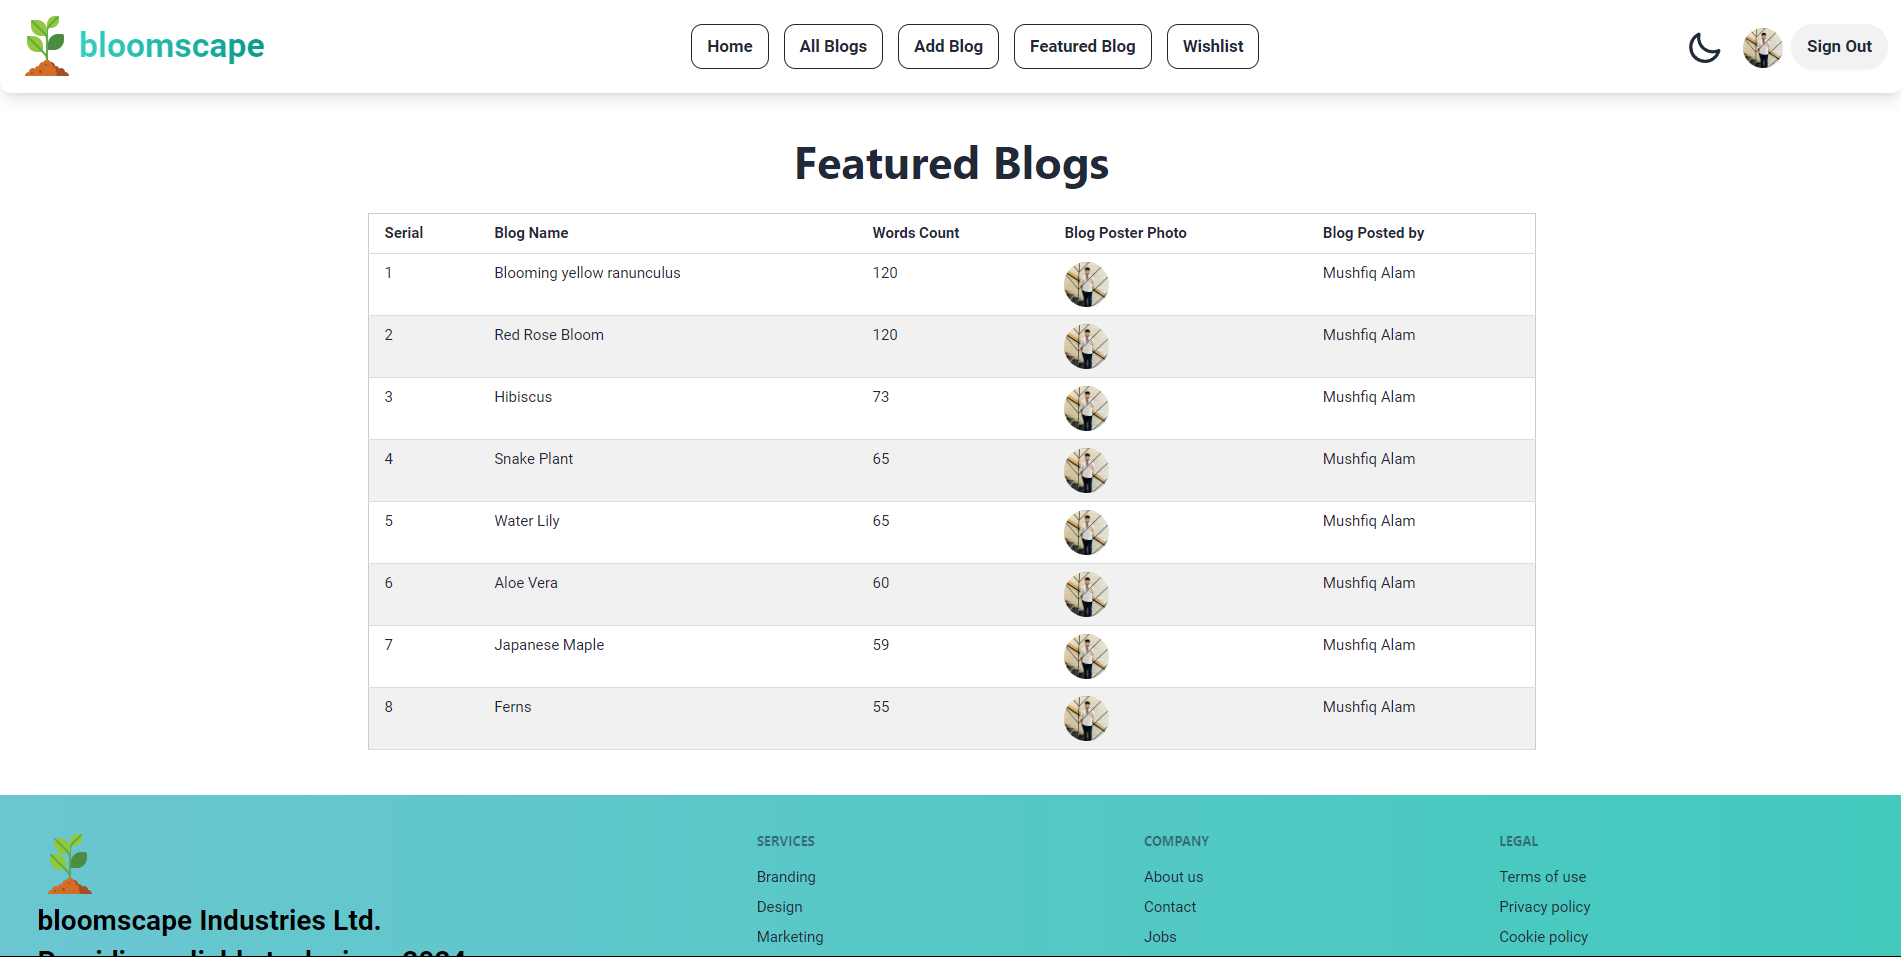 bloomscape
Home
All Blogs
Add Blog
Featured Blog
Wishlist
Sign Out
Featured Blogs
Serial Blog Name Words Count Blog Poster Photo Blog Posted by
1 Blooming yellow ranunculus 120 Mushfiq Alam
2 Red Rose Bloom 120 Mushfiq Alam
3 Hibiscus 73 Mushfiq Alam
4 Snake Plant 65 Mushfiq Alam
5 Water Lily 65 Mushfiq Alam
6 Aloe Vera 60 Mushfiq Alam
7 Japanese Maple 59 Mushfiq Alam
8 Ferns 55 Mushfiq Alam
bloomscape Industries Ltd.
SERVICES
Branding
Design
Marketing
COMPANY
About us
Contact
Jobs
LEGAL
Terms of use
Privacy policy
Cookie policy